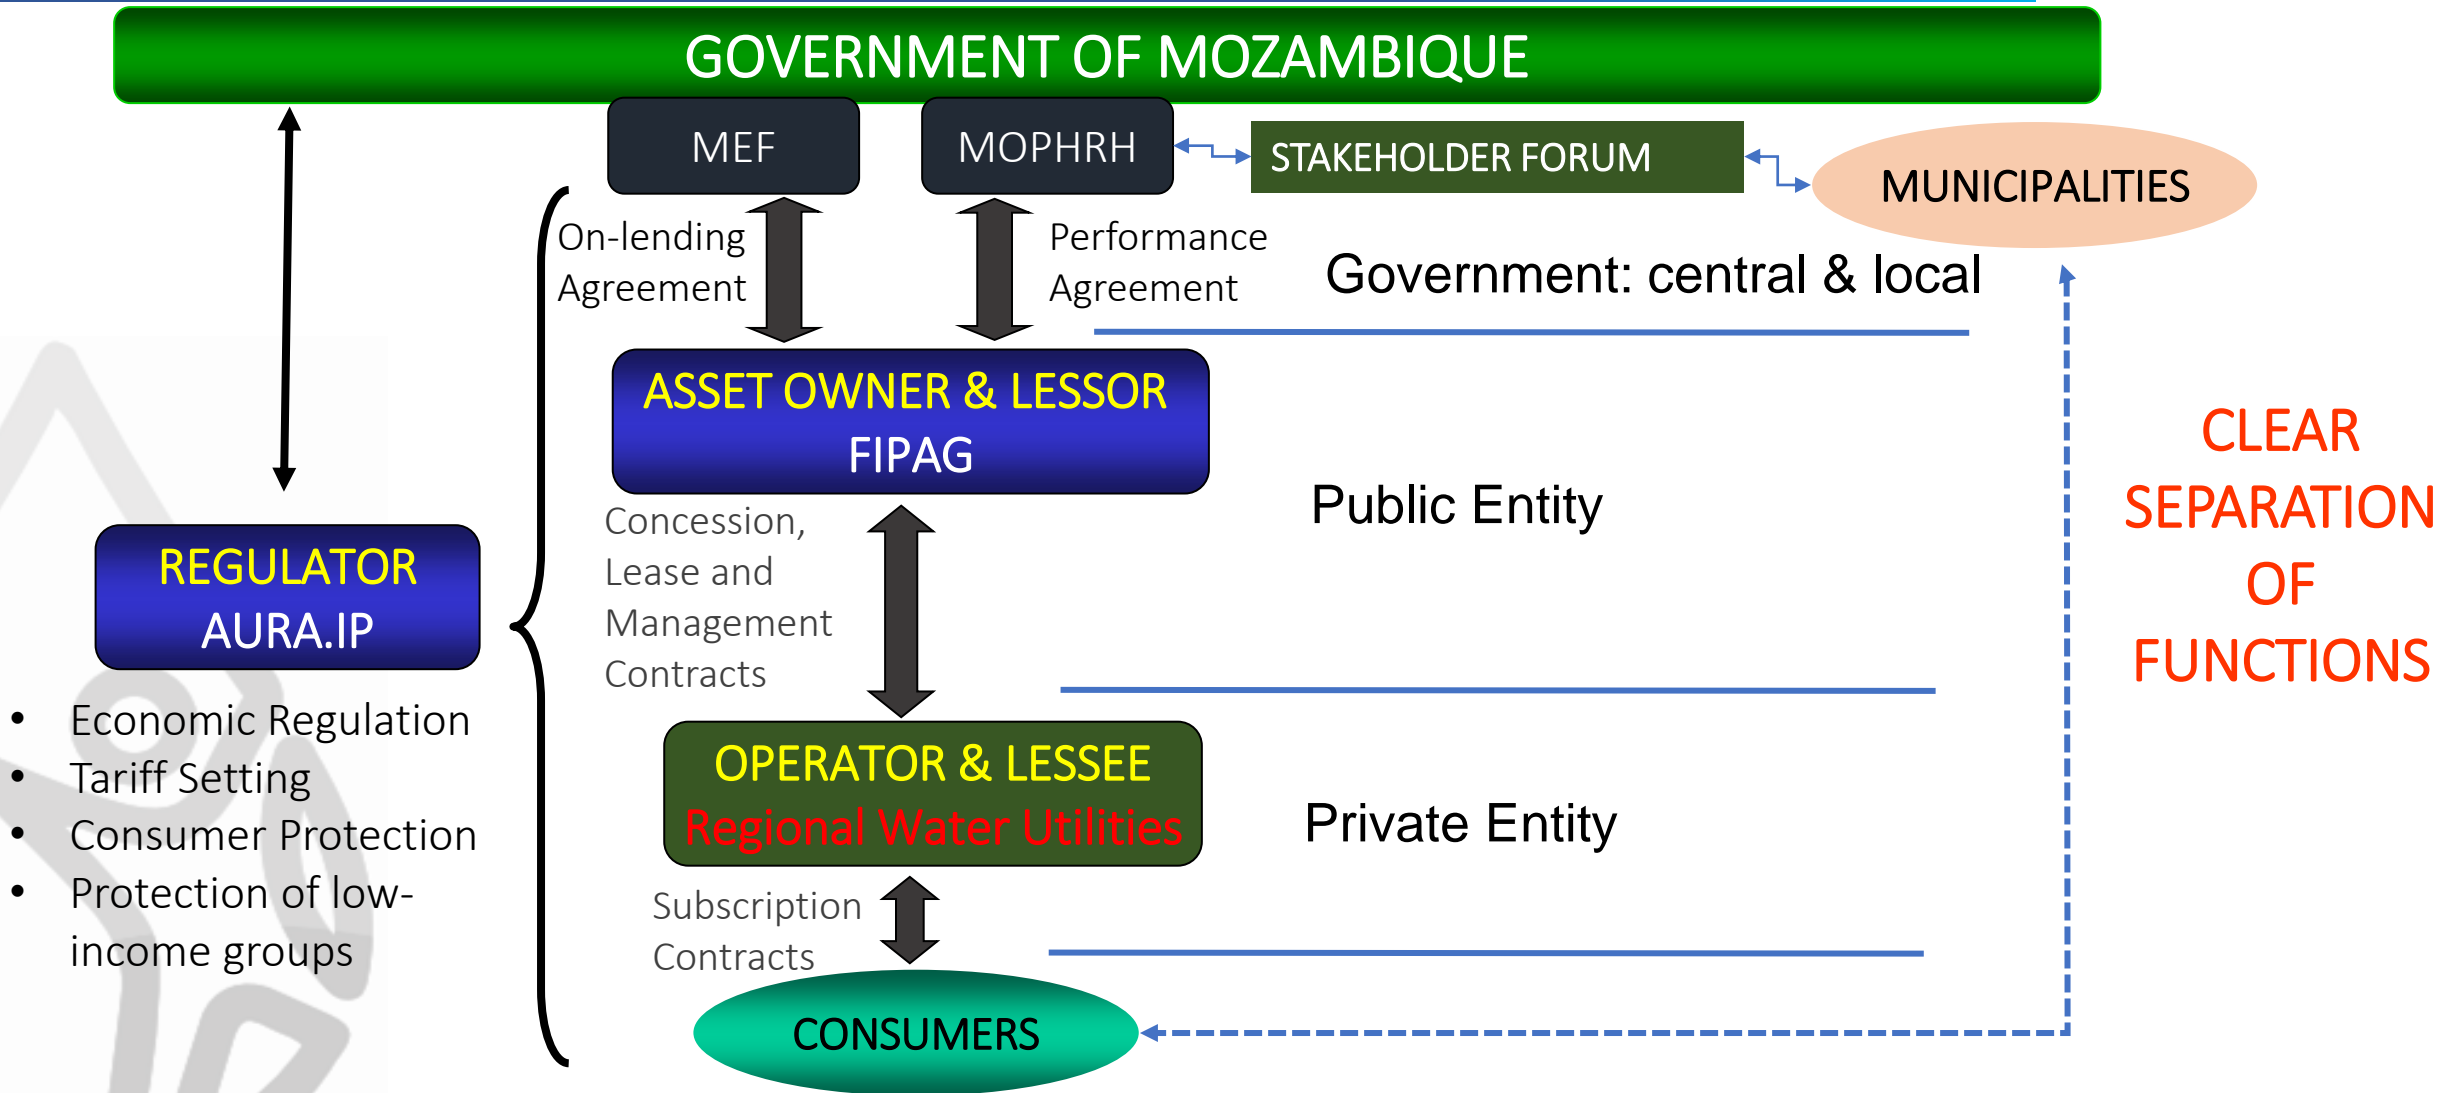 GOVERNMENT OF MOZAMBIQUE
MEF
MOPHRH
STAKEHOLDER FORUM
MUNICIPALITIES
On-lending
Agreement
Performance
Agreement
Government: central & local
ASSET OWNER & LESSOR
FIPAG
CLEAR
SEPARATION
OF
FUNCTIONS
Concession,
Lease and
Management
Contracts
Public Entity
REGULATOR
AURA.IP
• Economic Regulation
• Tariff Setting
• Consumer Protection
• Protection of low-
income groups
OPERATOR & LESSEE
Regional Water Utilities
Private Entity
Subscription
Contracts
CONSUMERS